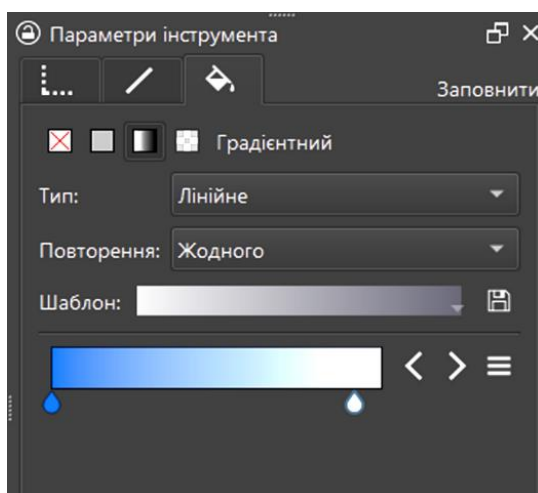 Параметри інструмента
Заповнити
Градієнтний
Тип:
Лінійне
Повторення:
Жодного
Шаблон: